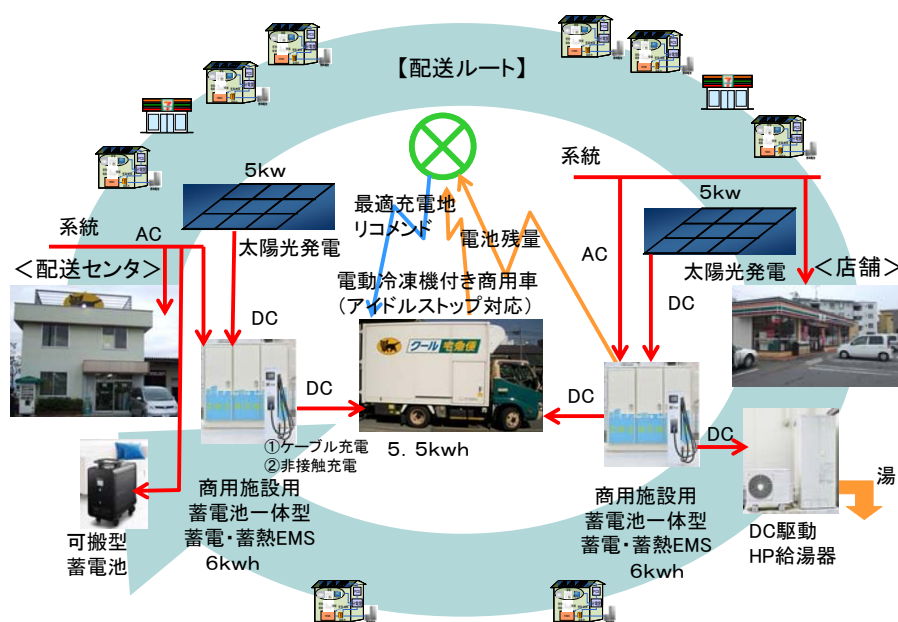 【配送ルート】
5kw
系統
5kw
最適充電地
リコメンド
電池残量
系統
AC
太陽光発電
AC
太陽光発電
＜配送センタ＞
＜店舗＞
電動冷凍機付き商用車
（アイドルストップ対応）
DC
DC
クール宅急便
DC
DC
DC
5．5kwh
①ケーブル充電
②非接触充電
湯
商用施設用
蓄電池一体型
蓄電・蓄熱EMS
6kwh
商用施設用
蓄電池一体型
蓄電・蓄熱EMS
6kwh
DC駆動
HP給湯器
可搬型
蓄電池